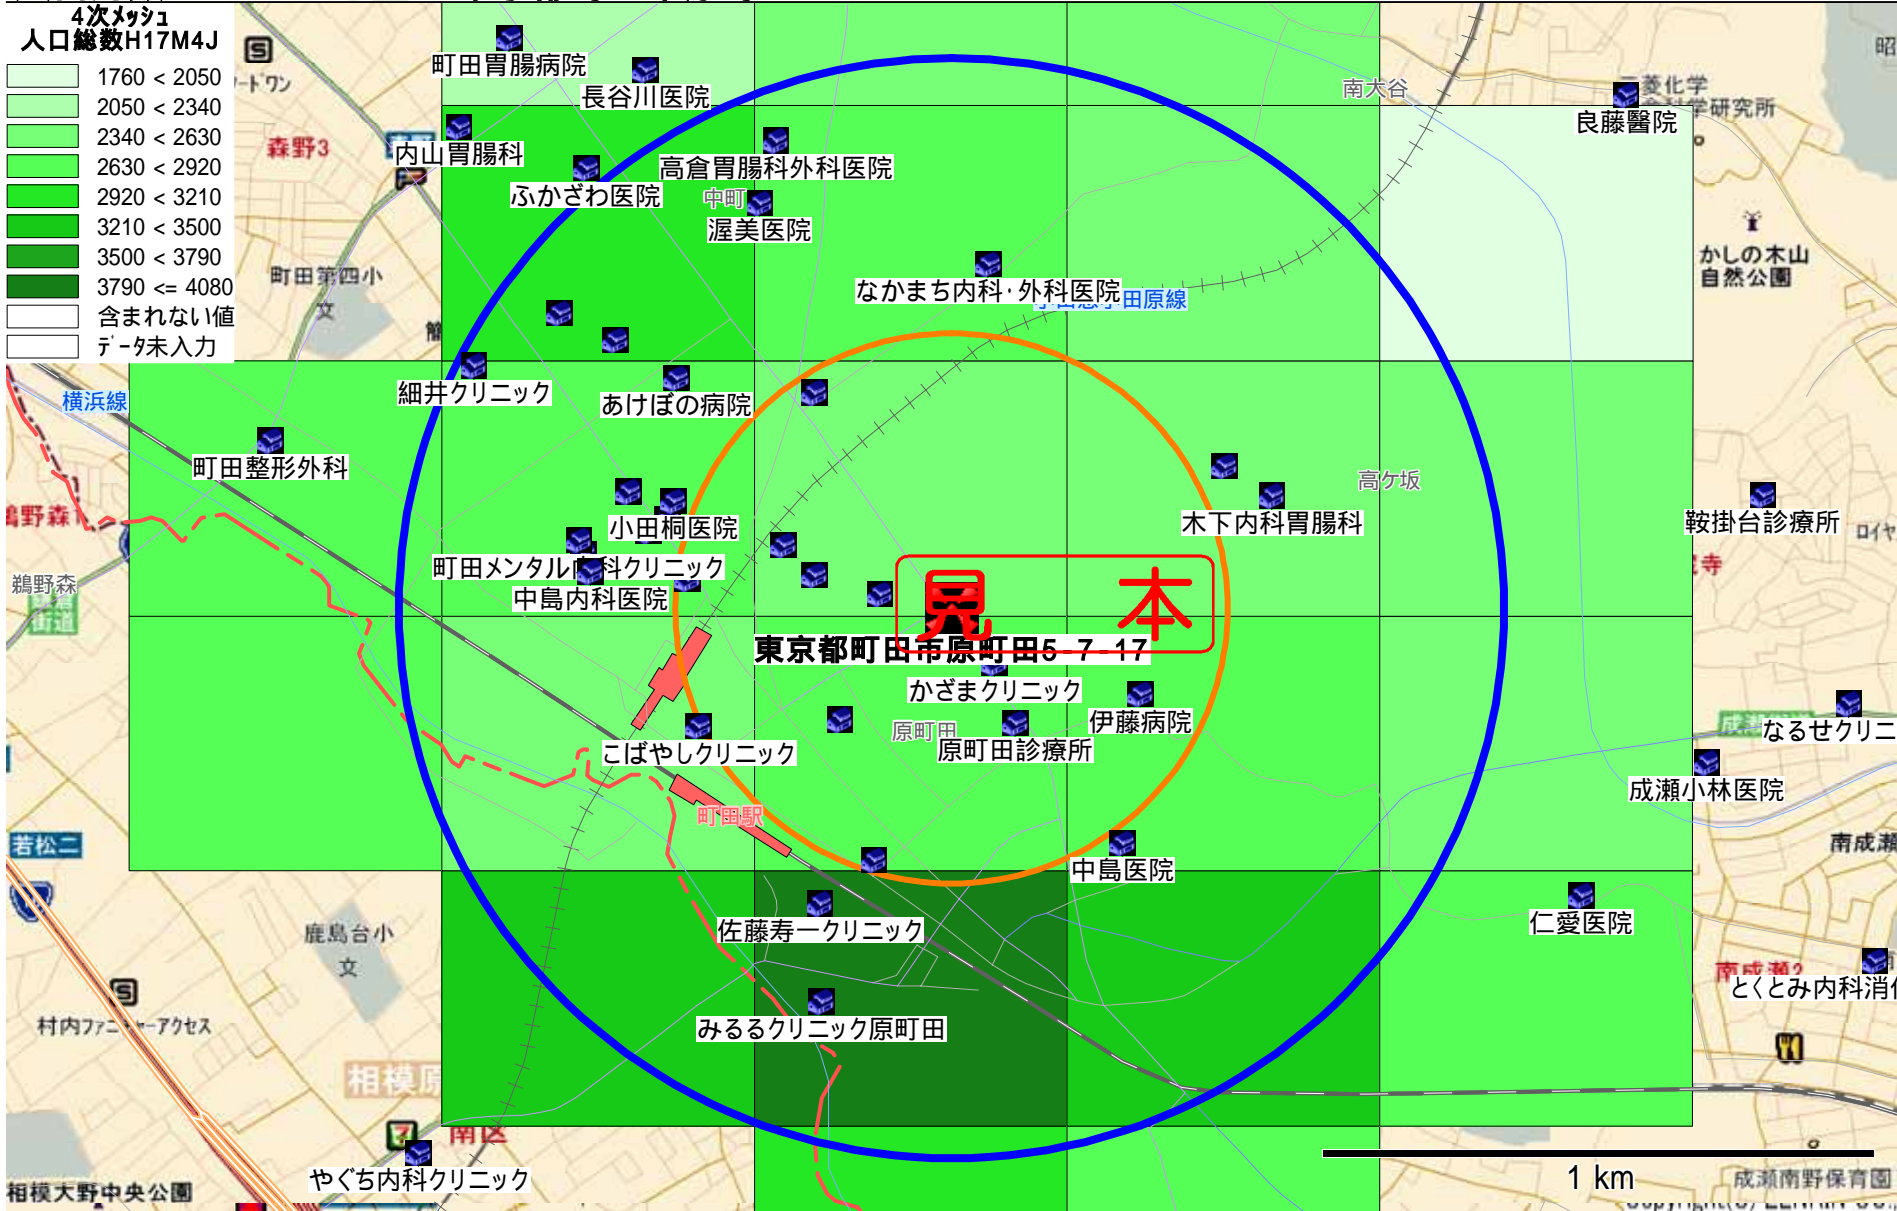 4次メッシュ
人口総数H17M4J
1760 < 2050
2050 < 2340
2340 < 2630
2630 < 2920
2920 < 3210
3210 < 3500
3500 < 3790
3790 <= 4080
含まれない値
データ未入力
町田胃腸病院
長谷川医院
南大谷
良藤醫院
森野3
内山胃腸科
高倉胃腸科外科医院
ふかざわ医院
中町
渥美医院
かしの木山
自然公園
町田第四小
文
なかまち内科・外科医院
細井クリニック
あけぼの病院
横浜線
町田整形外科
高ケ坂
小田桐医院
木下内科胃腸科
鞍掛台診療所
町田メンタル内科クリニック
中島内科医院
鵜野森
見 本
東京都町田市原町田5-7-17
かざまクリニック
伊藤病院
原町田
原町田診療所
こばやしクリニック
なるせクリニ
成瀬小林医院
町田駅
若松二
南成瀬
中島医院
佐藤寿一クリニック
仁愛医院
鹿島台小
文
南成瀬2
とくとみ内科消化
村内ファニチャーアクセス
みるるクリニック原町田
相模原
南区
やぐち内科クリニック
1 km
相模大野中央公園
成瀬南野保育園